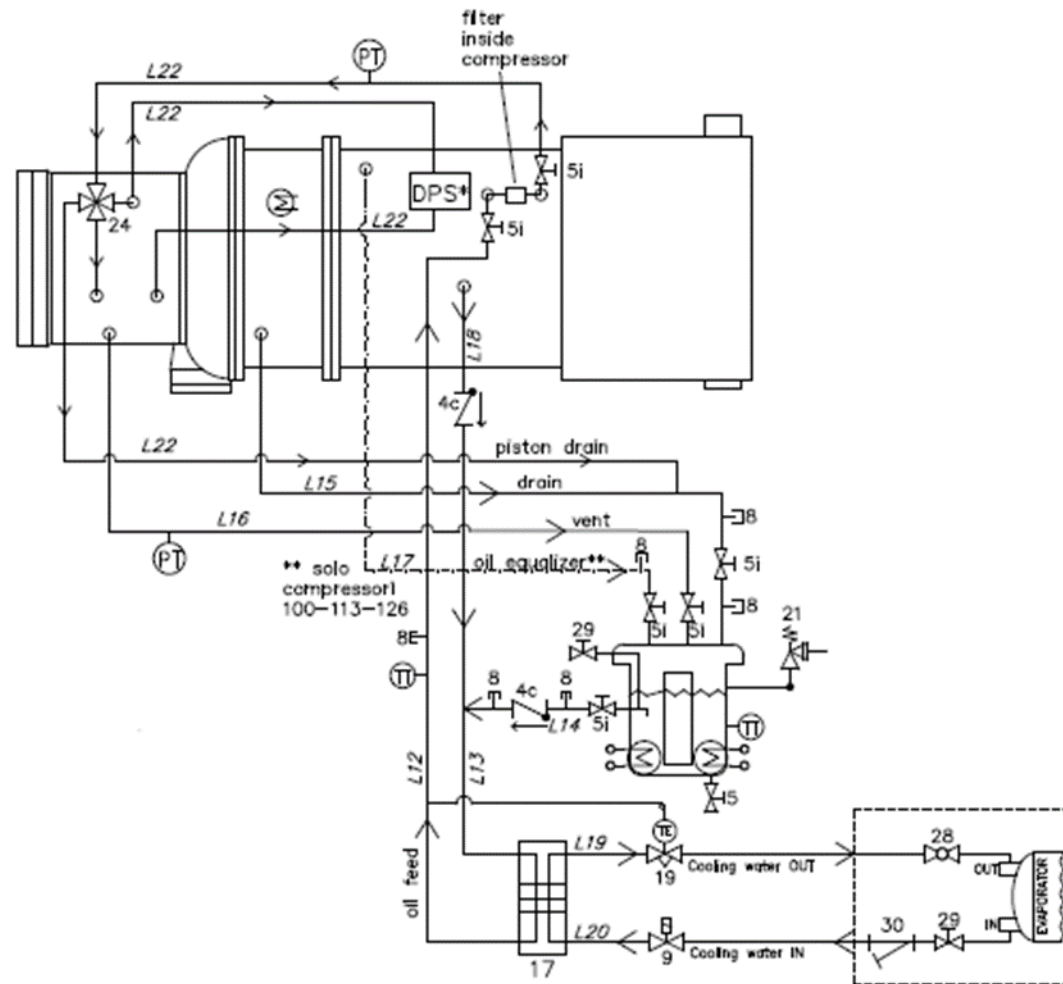 filter
inside
compressor
PT
L22
L22
5i
DPS*
24
L22
5i
L18
4c
L22
piston drain
L15
drain
8
L16
vent
PT
8
5i
L17
oil equalizer**
** solo
compressor1
100-113-126
8
29
5i
5i
21
8
TT
8
4c
8
5i
L14
TT
L12
L13
5
TE
L19
28
19
Cooling water OUT
OUT
EVAPORATOR
oil feed
IN
30
29
L20
9
Cooling water IN
17